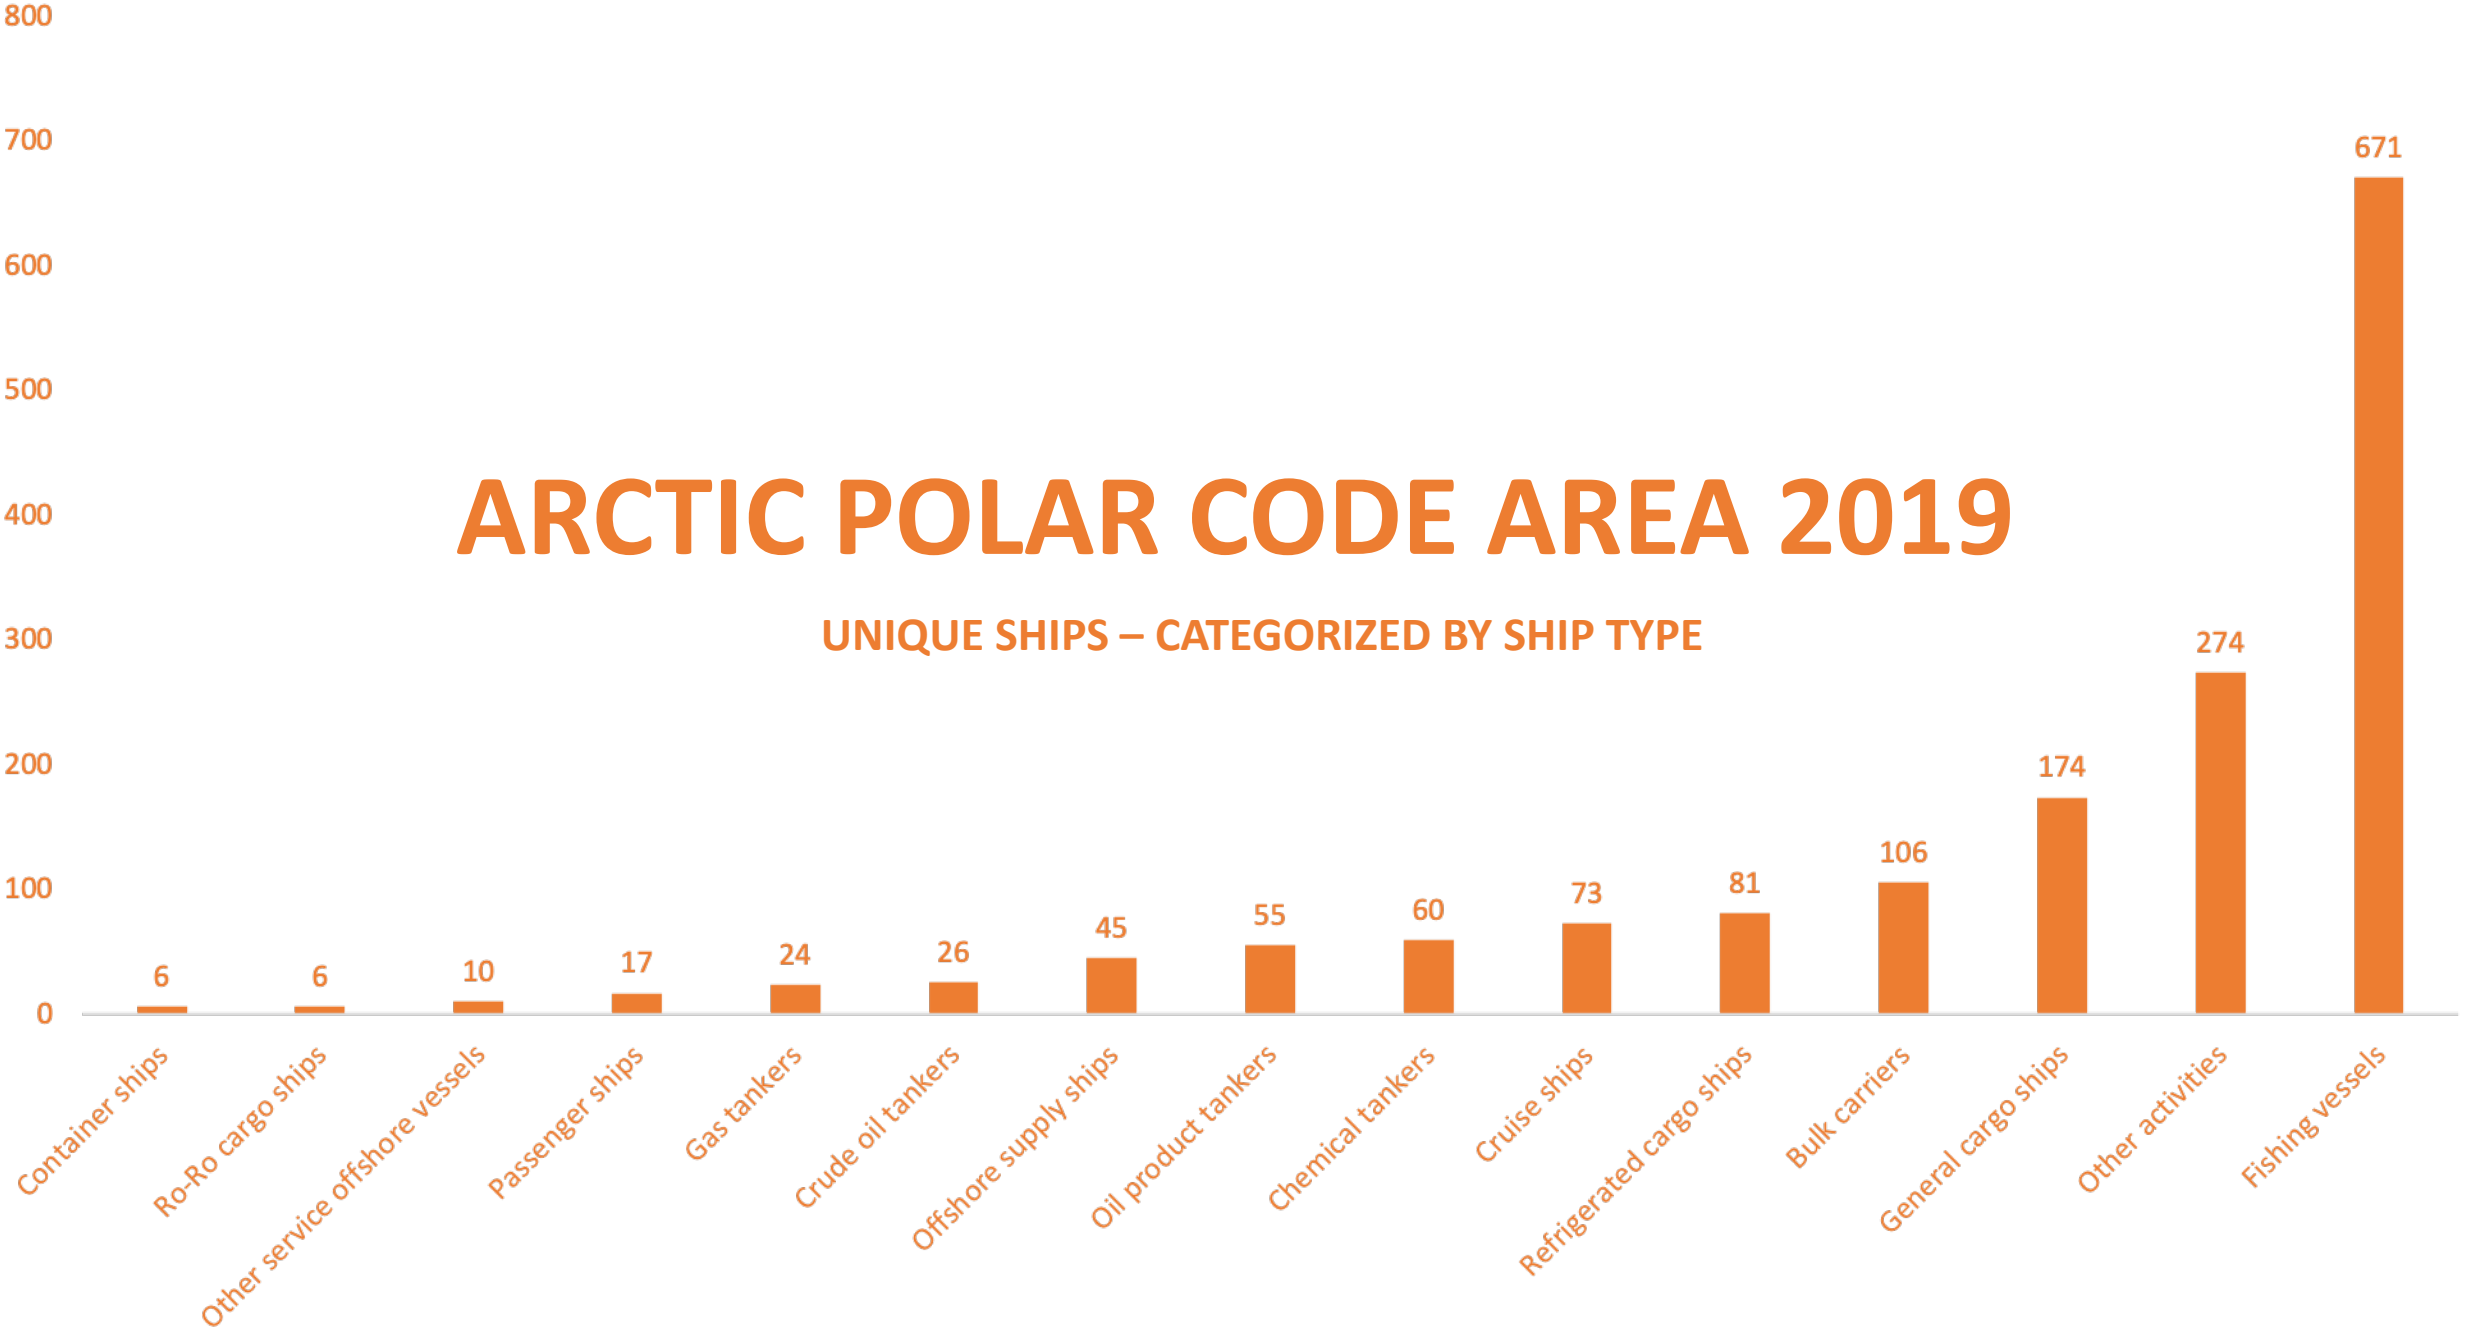 800
700
600
500
400
300
200
100
0
ARCTIC POLAR CODE AREA 2019
UNIQUE SHIPS – CATEGORIZED BY SHIP TYPE
6
6
10
17
24
26
45
55
60
73
81
106
174
274
671
Container ships
Ro-Ro cargo ships
Other service offshore vessels
Passenger ships
Gas tankers
Crude oil tankers
Offshore supply ships
Oil product tankers
Chemical tankers
Cruise ships
Refrigerated cargo ships
Bulk carriers
General cargo ships
Other activities
Fishing vessels